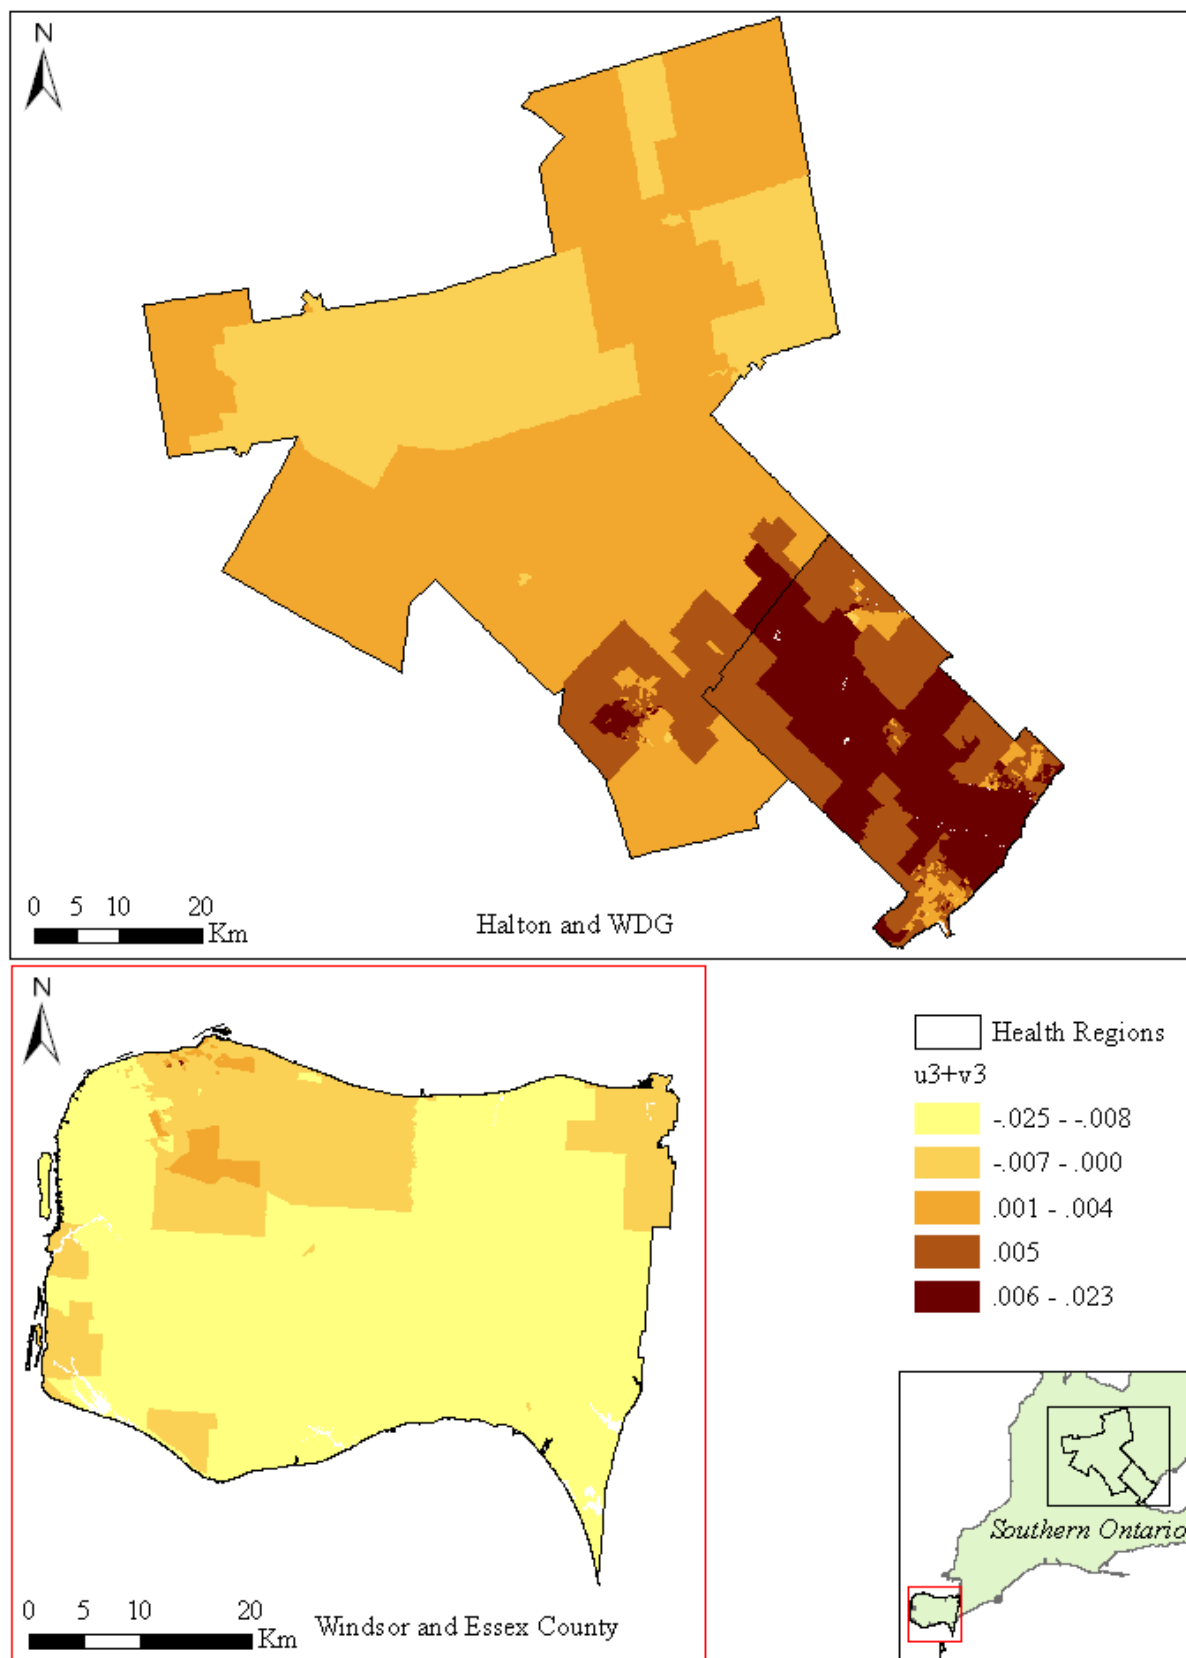 N
0 5 10 20
Km
Halton and WDG
N
Health Regions
u3+v3
-.025 - -.008
-.007 - .000
.001 - .004
.005
.006 - .023
Southern Ontario
0 5 10 20
Km
Windsor and Essex County